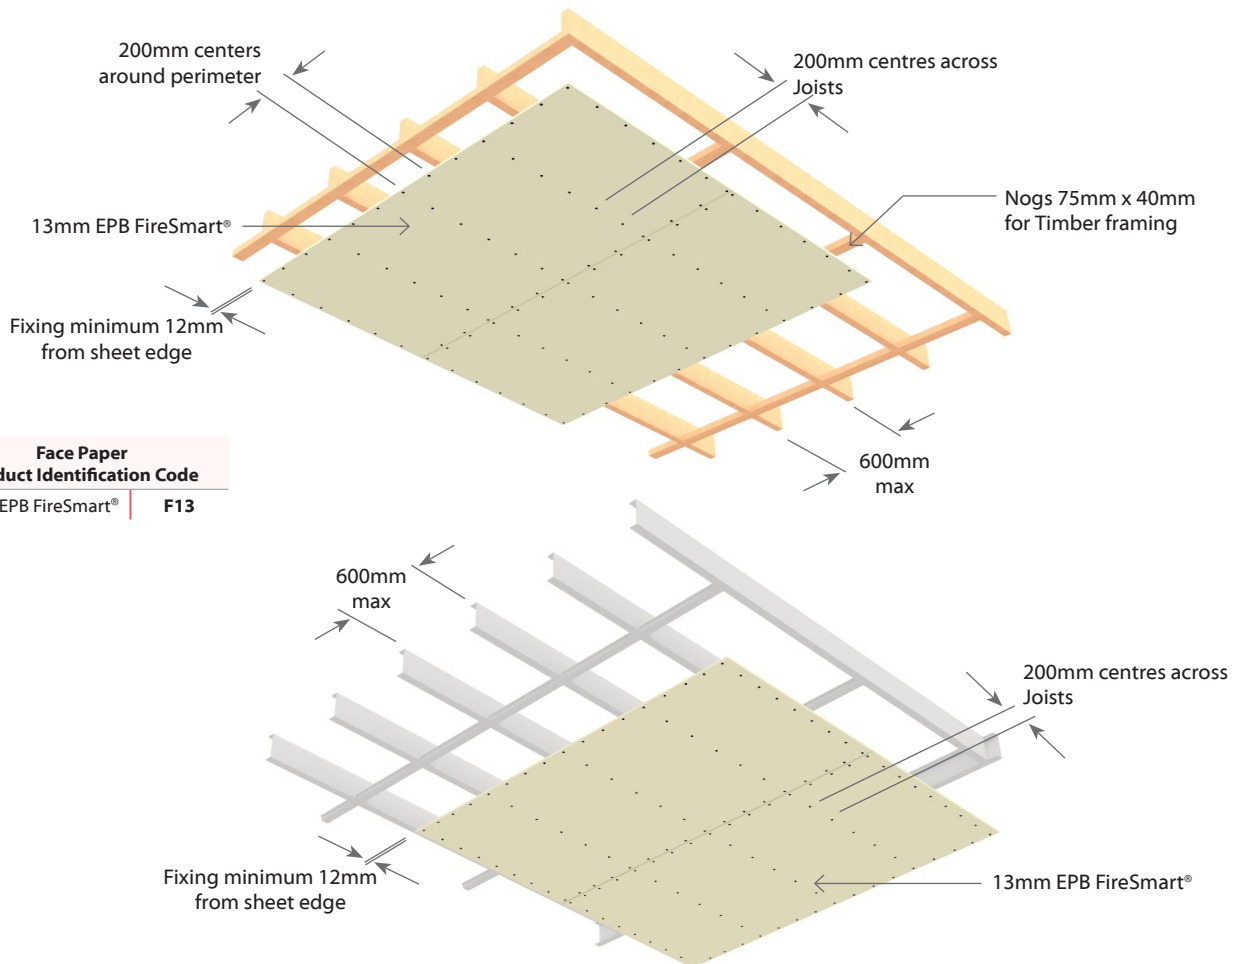 200mm centers
around perimeter
200mm centres across
Joists
13mm EPB FireSmart®
Nogs 75mm x 40mm
for Timber framing
Fixing minimum 12mm
from sheet edge
600mm
max
Face Paper
duct Identification Code
EPB FireSmart® F13
600mm
max
200mm centres across
Joists
Fixing minimum 12mm
from sheet edge
13mm EPB FireSmart®